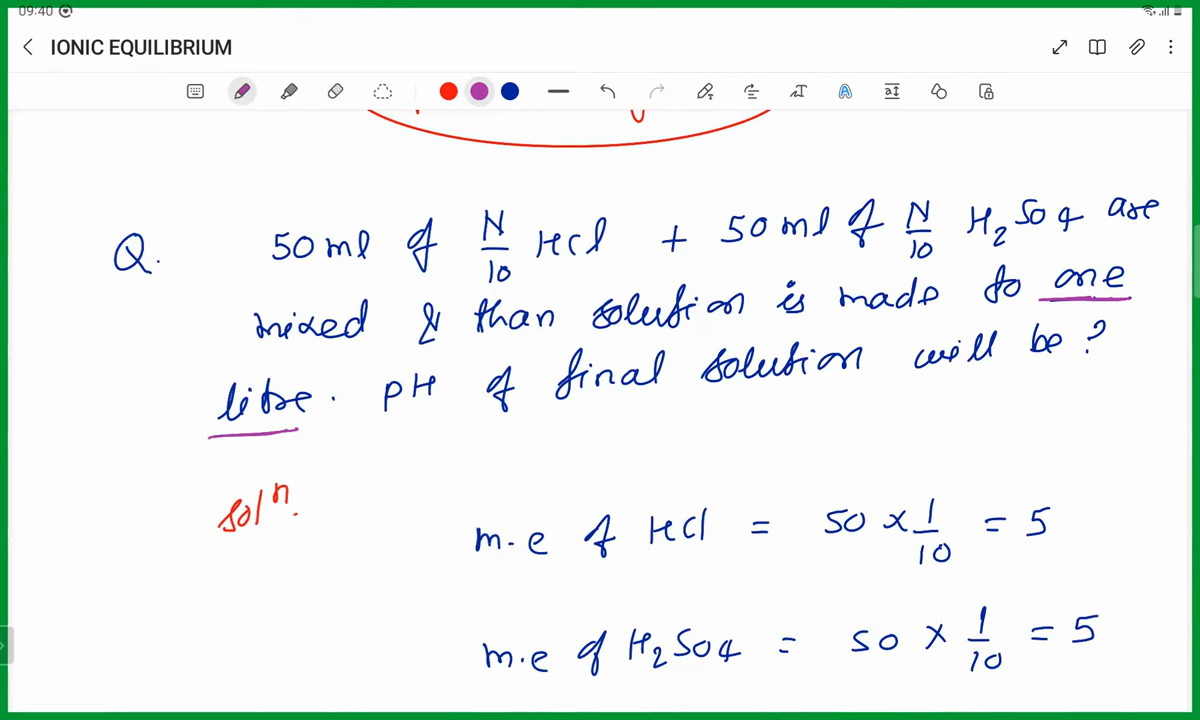 09:40
IONIC EQUILIBRIUM
Q. 50 ml of N/10 HCl + 50 ml of N/10 H₂SO₄ are
mixed & than solution is made to one
litre. pH of final solution will be?
Solⁿ.
m.e of HCl = 50 × 1/10 = 5
m.e of H₂SO₄ = 50 × 1/10 = 5